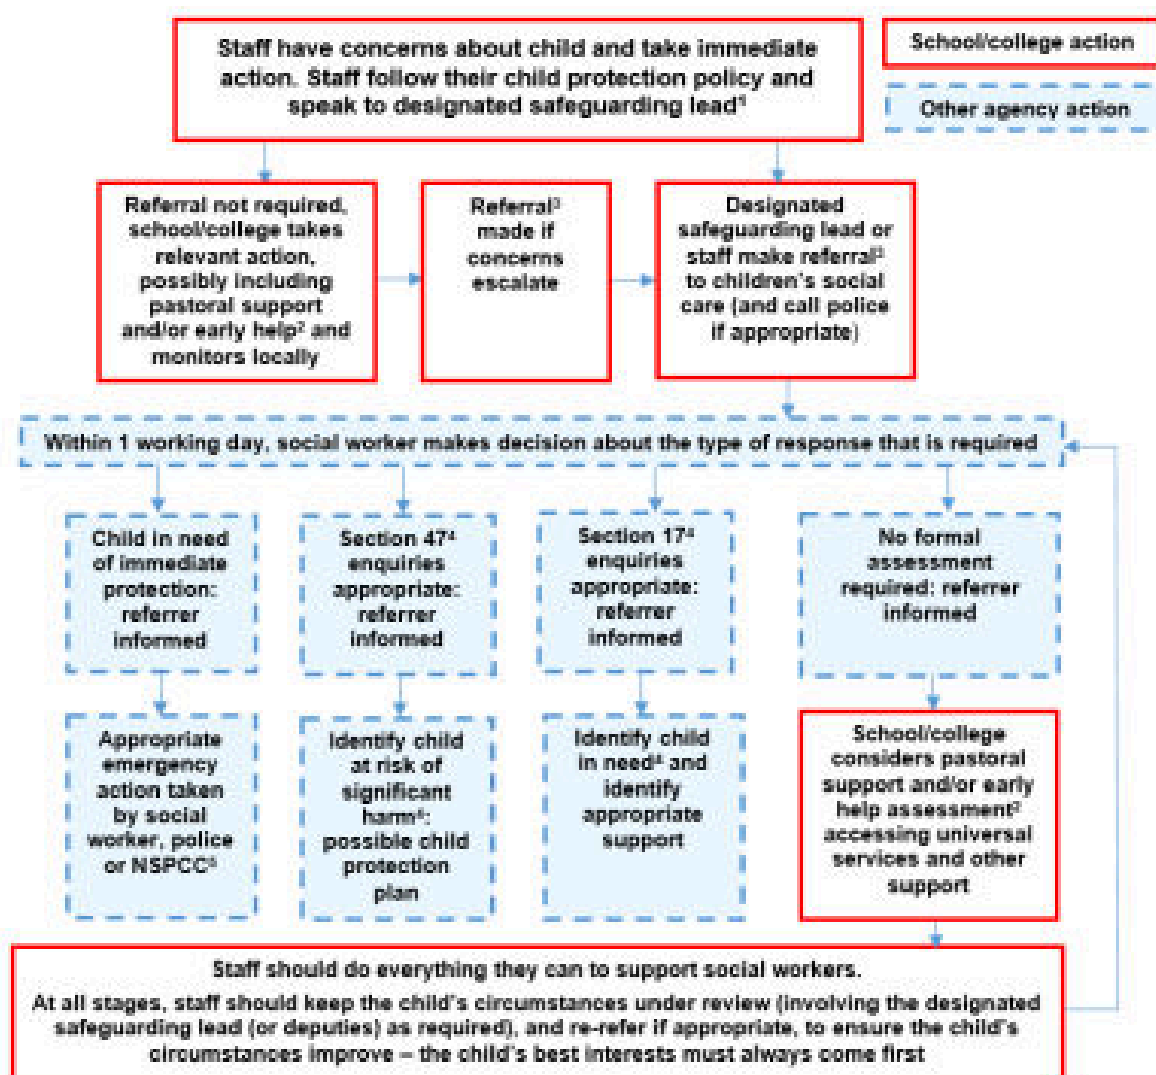 Staff have concerns about child and take immediate
action. Staff follow their child protection policy and
speak to designated safeguarding lead¹
School/college action
Other agency action
Referral not required,
school/college takes
relevant action,
possibly including
pastoral support
and/or early help² and
monitors locally
Referral³
made if
concerns
escalate
Designated
safeguarding lead or
staff make referral³
to children's social
care (and call police
if appropriate)
Within 1 working day, social worker makes decision about the type of response that is required
Child in need
of immediate
protection:
referrer
informed
Section 47⁴
enquiries
appropriate:
referrer
informed
Section 17⁴
enquiries
appropriate:
referrer
informed
No formal
assessment
required: referrer
informed
Appropriate
emergency
action taken
by social
worker, police
or NSPCC⁵
Identify child
at risk of
significant
harm⁴:
possible child
protection
plan
Identify child
in need⁴ and
identify
appropriate
support
School/college
considers pastoral
support and/or early
help assessment²
accessing universal
services and other
support
Staff should do everything they can to support social workers.
At all stages, staff should keep the child's circumstances under review (involving the designated
safeguarding lead (or deputies) as required), and re-refer if appropriate, to ensure the child's
circumstances improve – the child's best interests must always come first